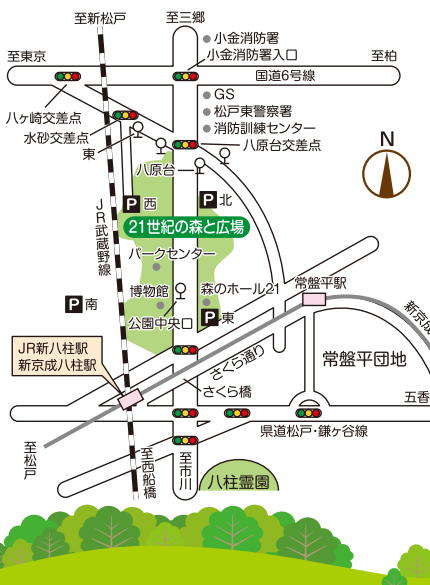 至新松戸
至三郷
小金消防署
小金消防署入口
至東京
至柏
国道6号線
GS
松戸東警察署
消防訓練センター
八ヶ崎交差点
水砂交差点
東
八原台交差点
八原台
N
P 西
P 北
21世紀の森と広場
JR武蔵野線
パークセンター
博物館
森のホール21
常盤平駅
P 南
公園中央口
P 東
新京成
JR新八柱駅
新京成八柱駅
さくら通り
常盤平団地
さくら橋
五香
県道松戸・鎌ヶ谷線
至松戸
至西船橋
至市川
八柱霊園